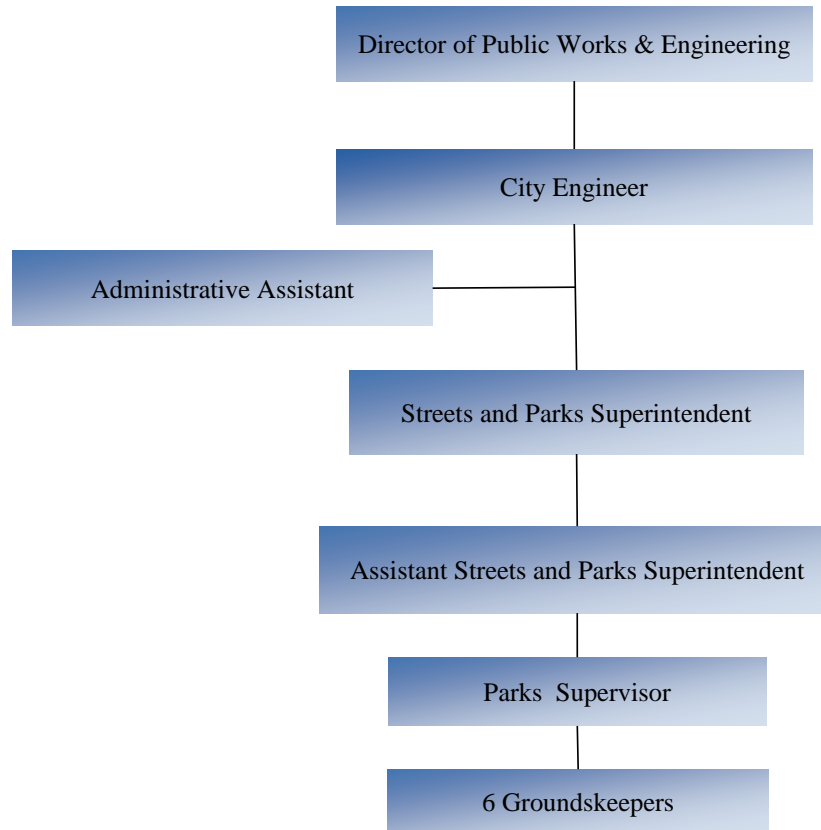 Director of Public Works & Engineering
City Engineer
Administrative Assistant
Streets and Parks Superintendent
Assistant Streets and Parks Superintendent
Parks  Supervisor
6 Groundskeepers